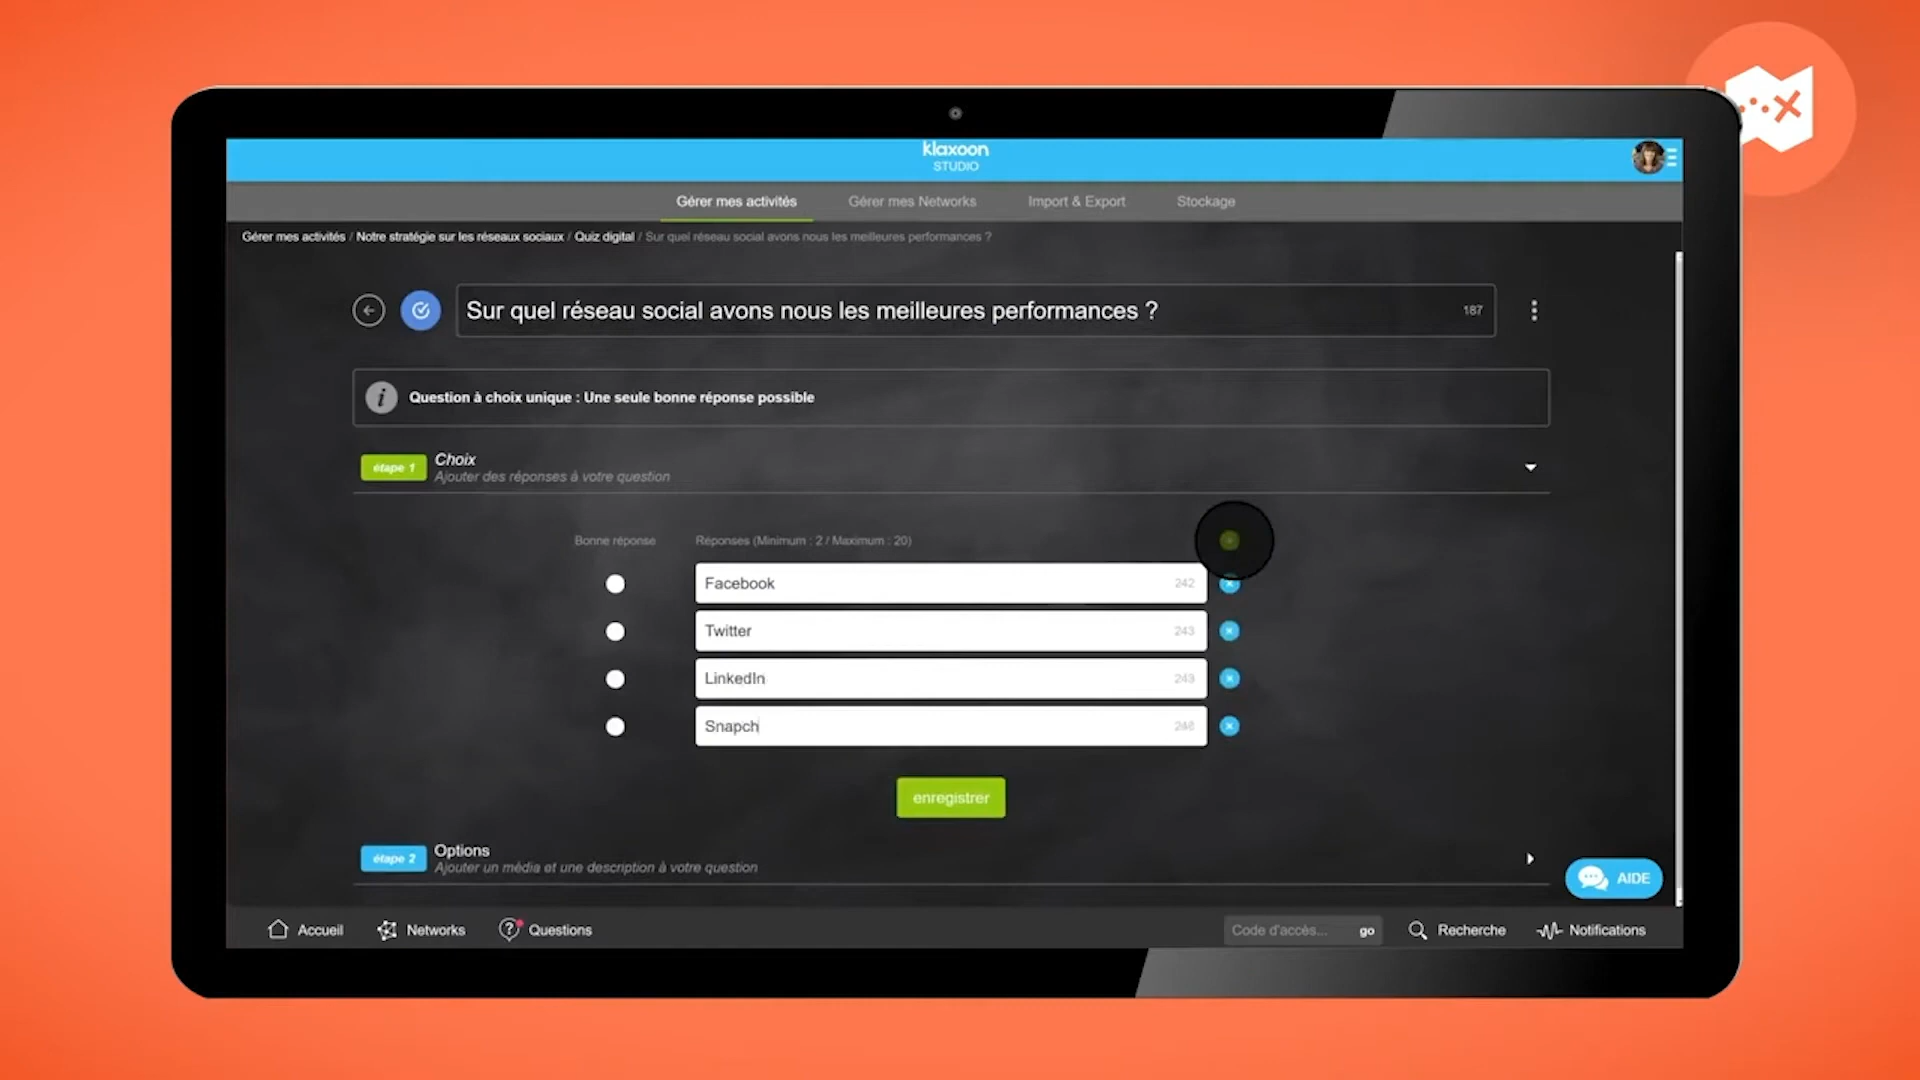 klaxoon
STUDIO
Gérer mes activités
Gérer mes Networks
Import & Export
Stockage
Gérer mes activités / Notre stratégie sur les réseaux sociaux / Quiz digital / Sur quel réseau social avons nous les meilleures performances ?
Sur quel réseau social avons nous les meilleures performances ?
187
Question à choix unique : Une seule bonne réponse possible
étape 1
Choix
Ajouter des réponses à votre question
Bonne réponse
Réponses (Minimum : 2 / Maximum : 20)
Facebook
242
Twitter
243
LinkedIn
Snapch
enregistrer
étape 2
Options
Ajouter un média et une description à votre question
AIDE
Accueil
Networks
Questions
Code d'accès...
go
Recherche
Notifications